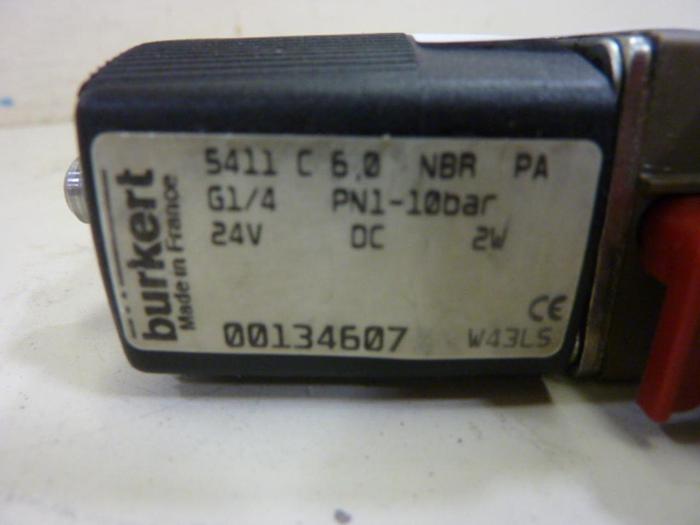 burkert
Made in France
5411 C 6,0 NBR PA
G1/4 PN1-10bar
24V DC 2W
CE
00134607 W43LS